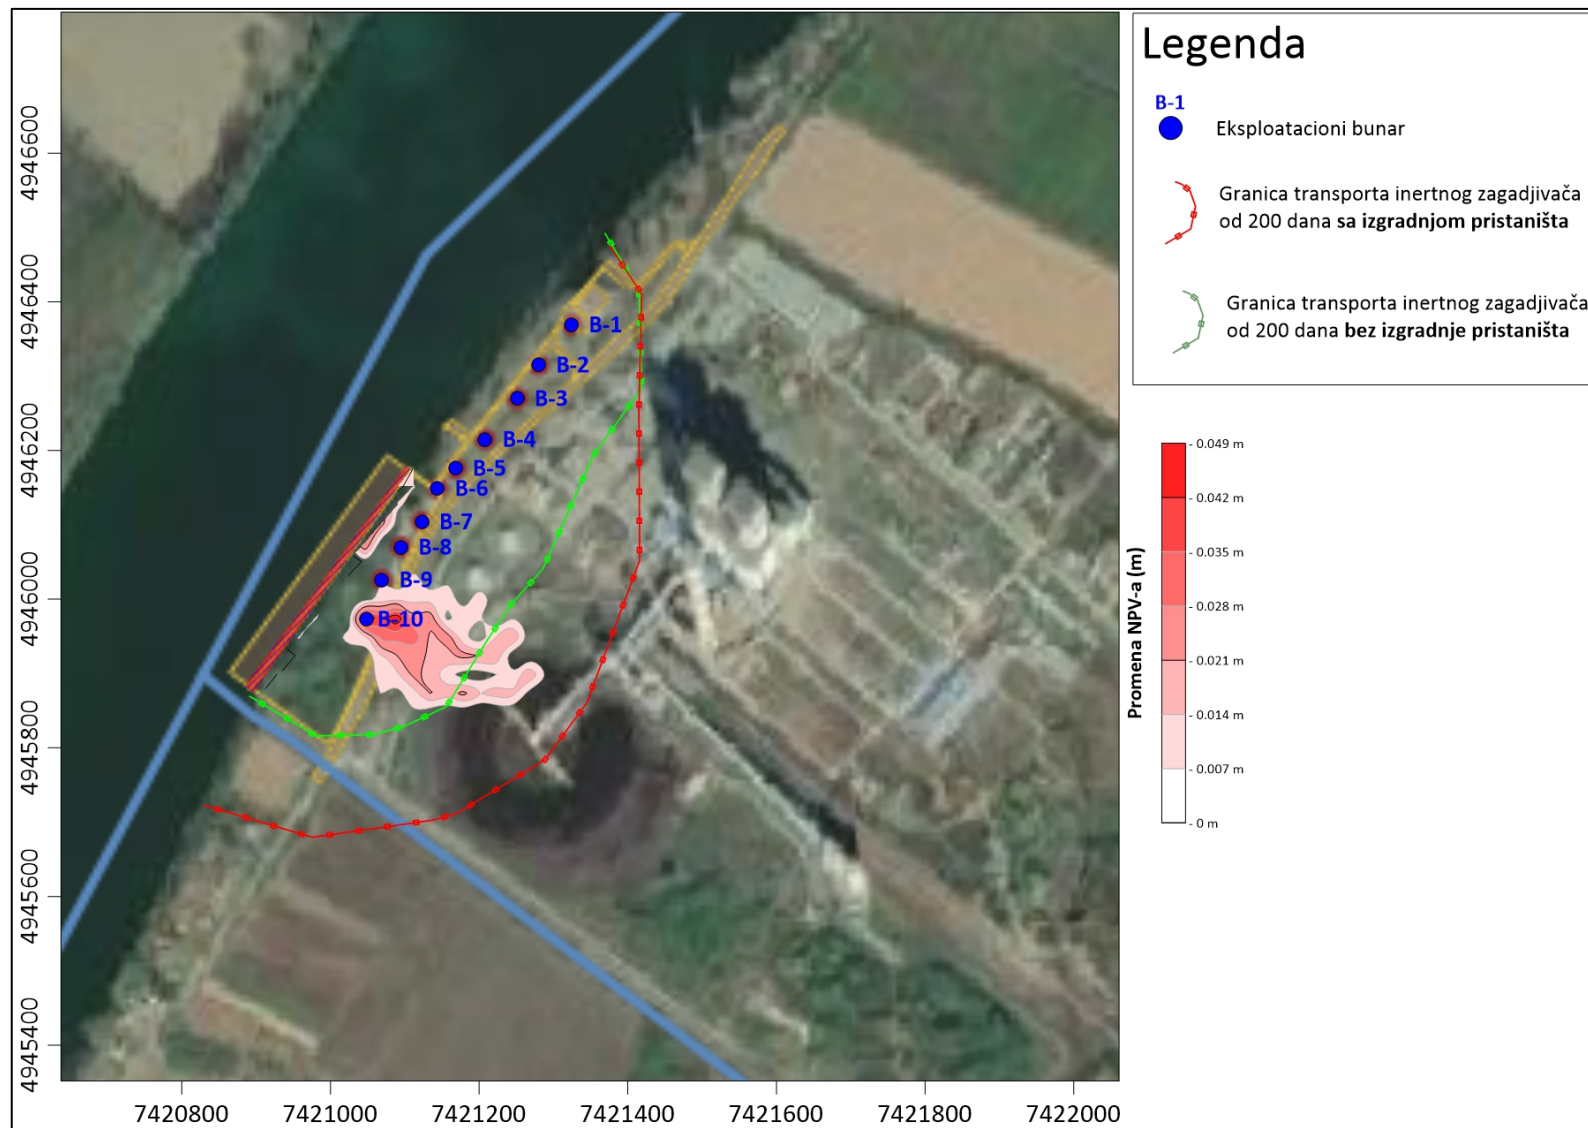 Legenda
B-1
Eksploatacioni bunar
Granica transporta inertnog zagadjivača
od 200 dana sa izgradnjom pristaništa
Granica transporta inertnog zagadjivača
od 200 dana bez izgradnje pristaništa
Promena NPV-a (m)
- 0.049 m
- 0.042 m
- 0.035 m
- 0.028 m
- 0.021 m
- 0.014 m
- 0.007 m
- 0 m
B-1
B-2
B-3
B-4
B-5
B-6
B-7
B-8
B-9
B-10
4946600
4946400
4946200
4946000
4945800
4945600
4945400
7420800
7421000
7421200
7421400
7421600
7421800
7422000